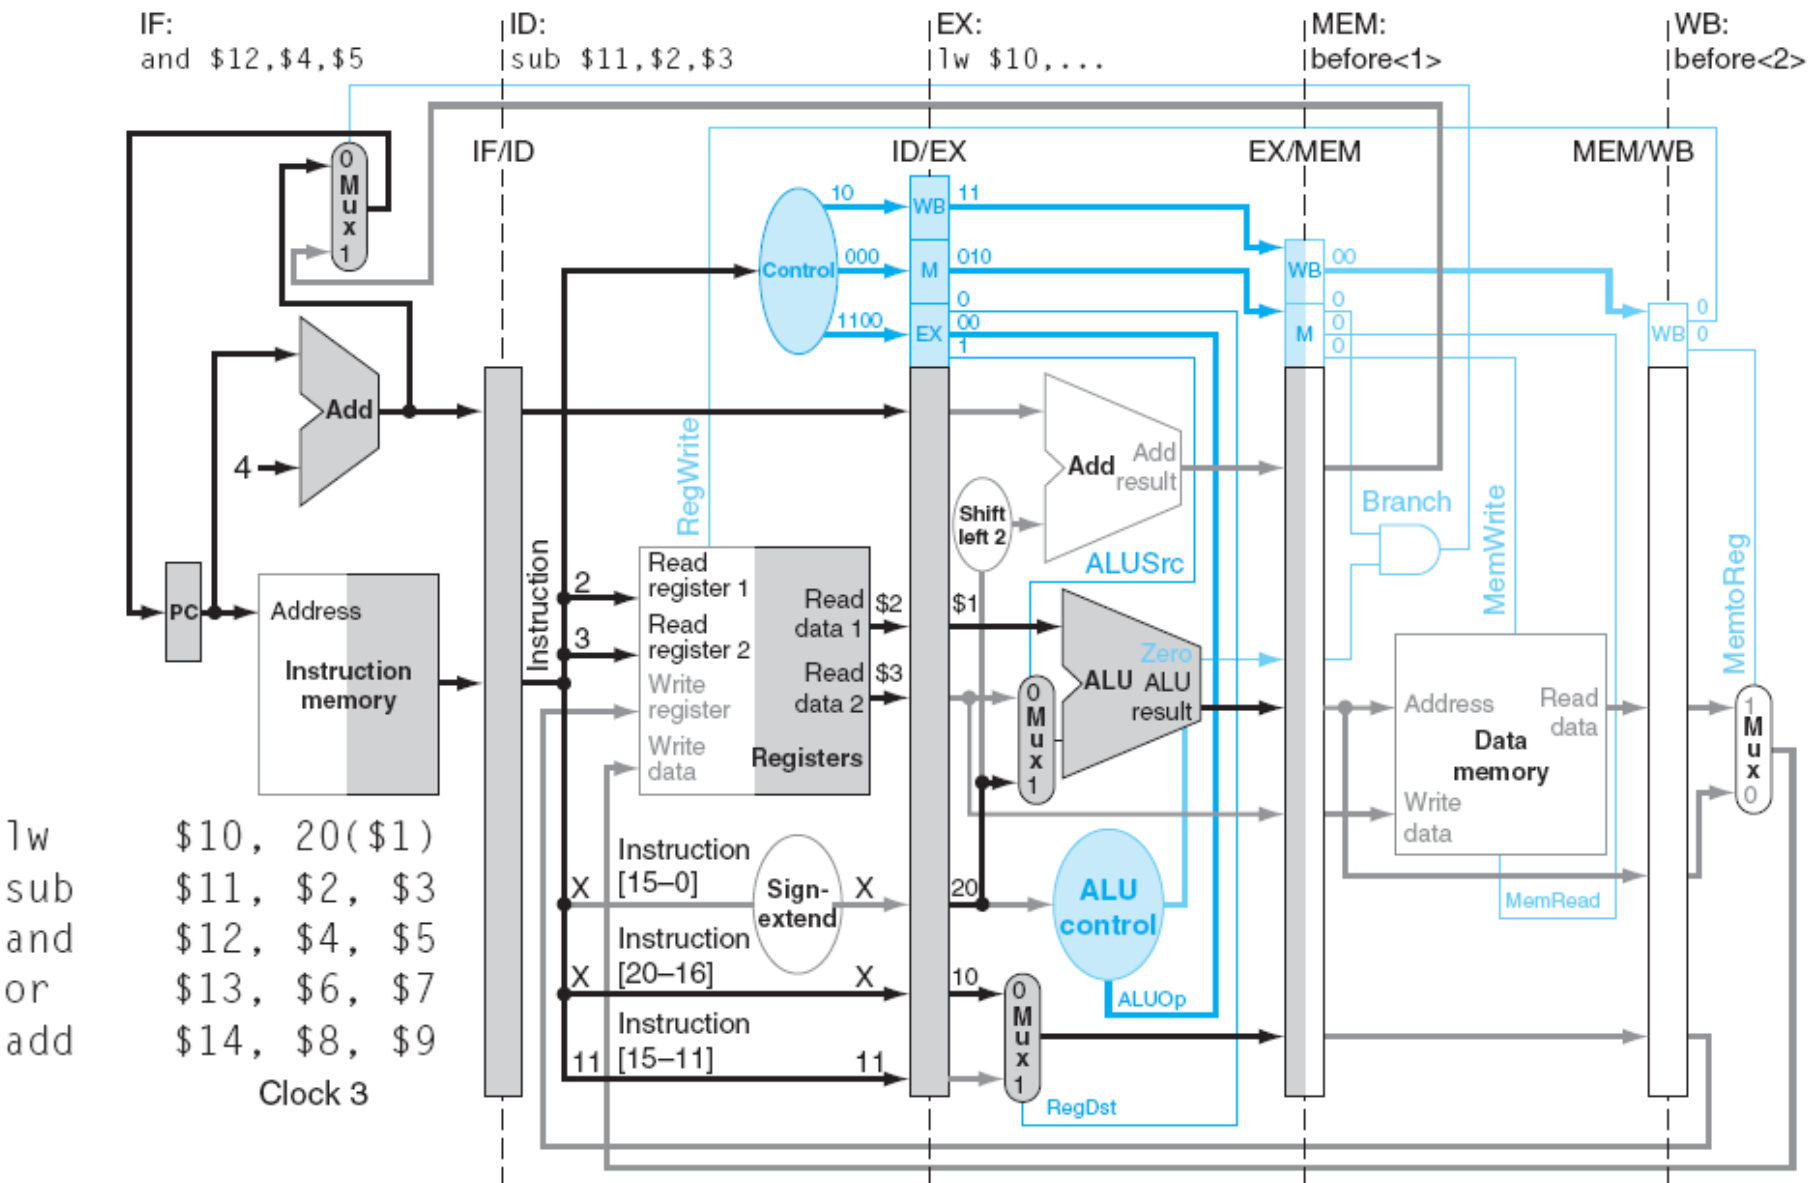 IF:
and $12,$4,$5
ID:
sub $11,$2,$3
EX:
lw $10,...
MEM:
before<1>
WB:
before<2>
IF/ID
ID/EX
EX/MEM
MEM/WB
0
Mux
1
Add
4
PC
Address
Instruction
memory
Instruction
Control
10
000
1100
WB
M
EX
11
010
0
00
1
WB
M
00
0
0
0
WB
0
0
RegWrite
2
3
Read
register 1
Read
register 2
Write
register
Write
data
Read
data 1
Read
data 2
Registers
$2
$3
$1
Shift
left 2
Add
Add
result
ALUSrc
Branch
MemWrite
MemtoReg
Zero
ALU
ALU
result
0
Mux
1
Address
Read
data
Data
memory
Write
data
MemRead
1
Mux
0
X
Instruction
[15–0]
Sign-
extend
X
20
ALU
control
X
Instruction
[20–16]
X
10
ALUOp
11
Instruction
[15–11]
11
0
Mux
1
RegDst
lw $10, 20($1)
sub $11, $2, $3
and $12, $4, $5
or $13, $6, $7
add $14, $8, $9
Clock 3